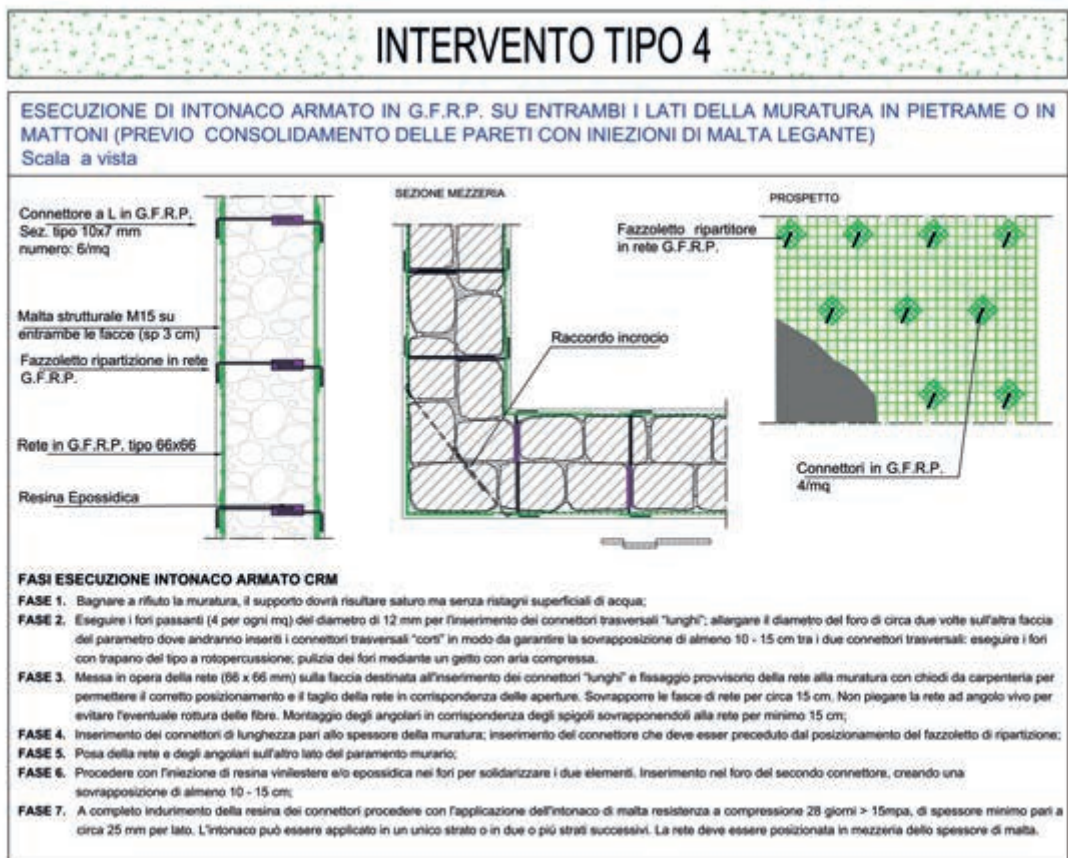 INTERVENTO TIPO 4
ESECUZIONE DI INTONACO ARMATO IN G.F.R.P. SU ENTRAMBI I LATI DELLA MURATURA IN PIETRAME O IN
MATTONI (PREVIO CONSOLIDAMENTO DELLE PARETI CON INIEZIONI DI MALTA LEGANTE)
Scala a vista
Connettore a L in G.F.R.P.
Sez. tipo 10x7 mm
numero: 6/mq
Malta strutturale M15 su
entrambe le facce (sp 3 cm)
Fazzoletto ripartizione in rete
G.F.R.P.
Rete in G.F.R.P. tipo 66x66
Resina Epossidica
SEZIONE MEZZERIA
Raccordo incrocio
PROSPETTO
Fazzoletto ripartitore
in rete G.F.R.P.
Connettori in G.F.R.P.
4/mq
FASI ESECUZIONE INTONACO ARMATO CRM
FASE 1. Bagnare a rifiuto la muratura, il supporto dovrà risultare saturo ma senza ristagni superficiali di acqua;
FASE 2. Eseguire i fori passanti (4 per ogni mq) del diametro di 12 mm per l'inserimento dei connettori trasversali "lunghi"; allargare il diametro del foro di circa due volte sull'altra faccia
del parametro dove andranno inseriti i connettori trasversali "corti" in modo da garantire la sovrapposizione di almeno 10 - 15 cm tra i due connettori trasversali: eseguire i fori
con trapano del tipo a rotopercussione; pulizia dei fori mediante un getto con aria compressa.
FASE 3. Messa in opera della rete (66 x 66 mm) sulla faccia destinata all'inserimento dei connettori "lunghi" e fissaggio provvisorio della rete alla muratura con chiodi da carpenteria per
permettere il corretto posizionamento e il taglio della rete in corrispondenza delle aperture. Sovrapporre le fasce di rete per circa 15 cm. Non piegare la rete ad angolo vivo per
evitare l'eventuale rottura delle fibre. Montaggio degli angolari in corrispondenza degli spigoli sovrapponendoli alla rete per minimo 15 cm;
FASE 4. Inserimento dei connettori di lunghezza pari allo spessore della muratura; inserimento del connettore che deve esser preceduto dal posizionamento del fazzoletto di ripartizione;
FASE 5. Posa della rete e degli angolari sull'altro lato del paramento murario;
FASE 6. Procedere con l'iniezione di resina vinilestere e/o epossidica nei fori per solidarizzare i due elementi. Inserimento nel foro del secondo connettore, creando una
sovrapposizione di almeno 10 - 15 cm;
FASE 7. A completo indurimento della resina dei connettori procedere con l'applicazione dell'intonaco di malta resistenza a compressione 28 giorni > 15mpa, di spessore minimo pari a
circa 25 mm per lato. L'intonaco può essere applicato in un unico strato o in due o più strati successivi. La rete deve essere posizionata in mezzeria dello spessore di malta.